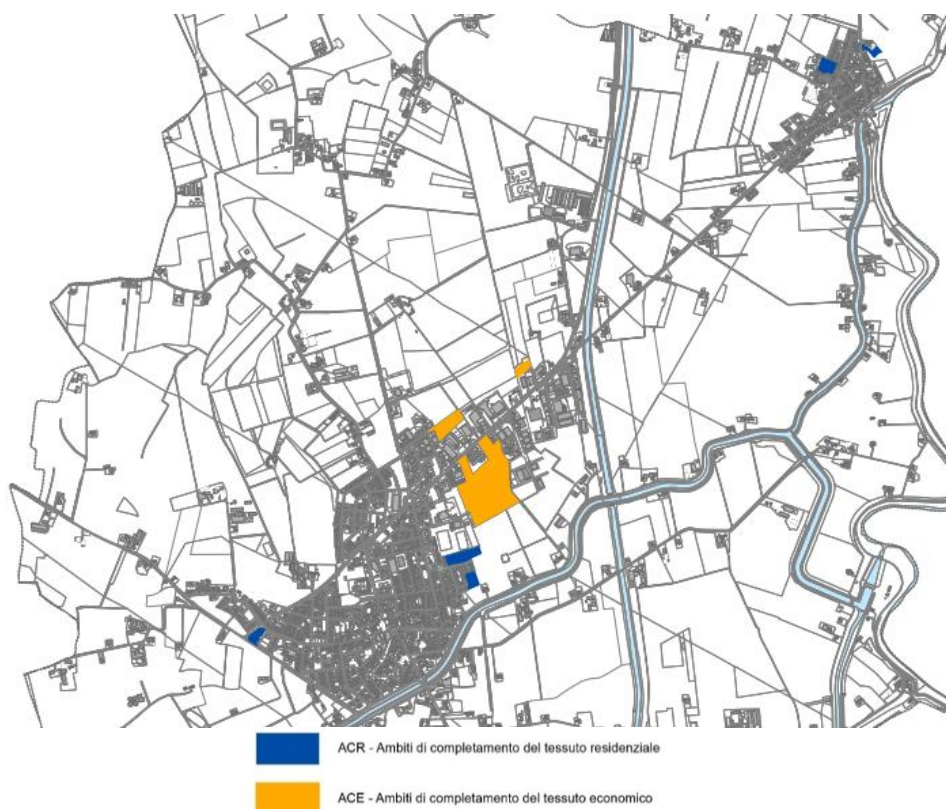 ACR - Ambiti di completamento del tessuto residenziale
ACE - Ambiti di completamento del tessuto economico